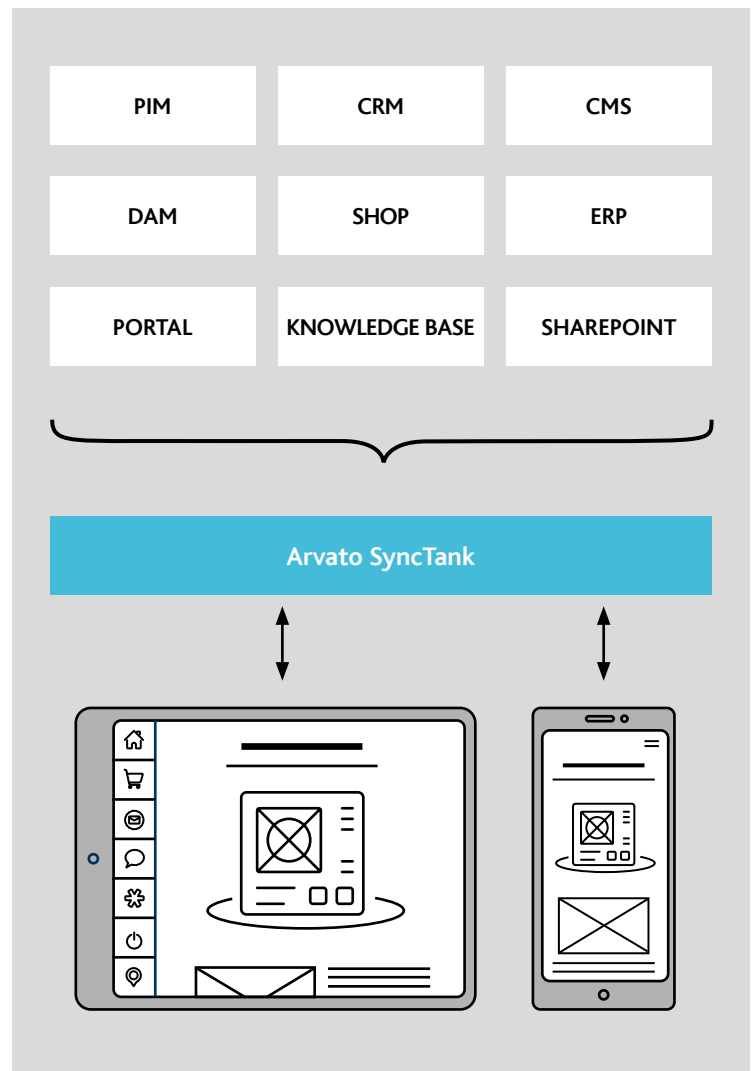 PIM
CRM
CMS
DAM
SHOP
ERP
PORTAL
KNOWLEDGE BASE
SHAREPOINT
Arvato SyncTank